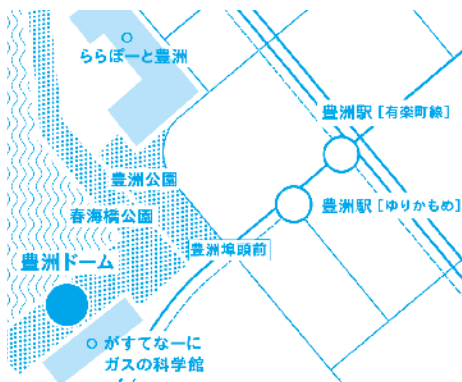 ららぽーと豊洲
豊洲駅［有楽町線］
豊洲公園
豊洲駅［ゆりかもめ］
春海橋公園
豊洲埠頭前
豊洲ドーム
がすてなーに
ガスの科学館